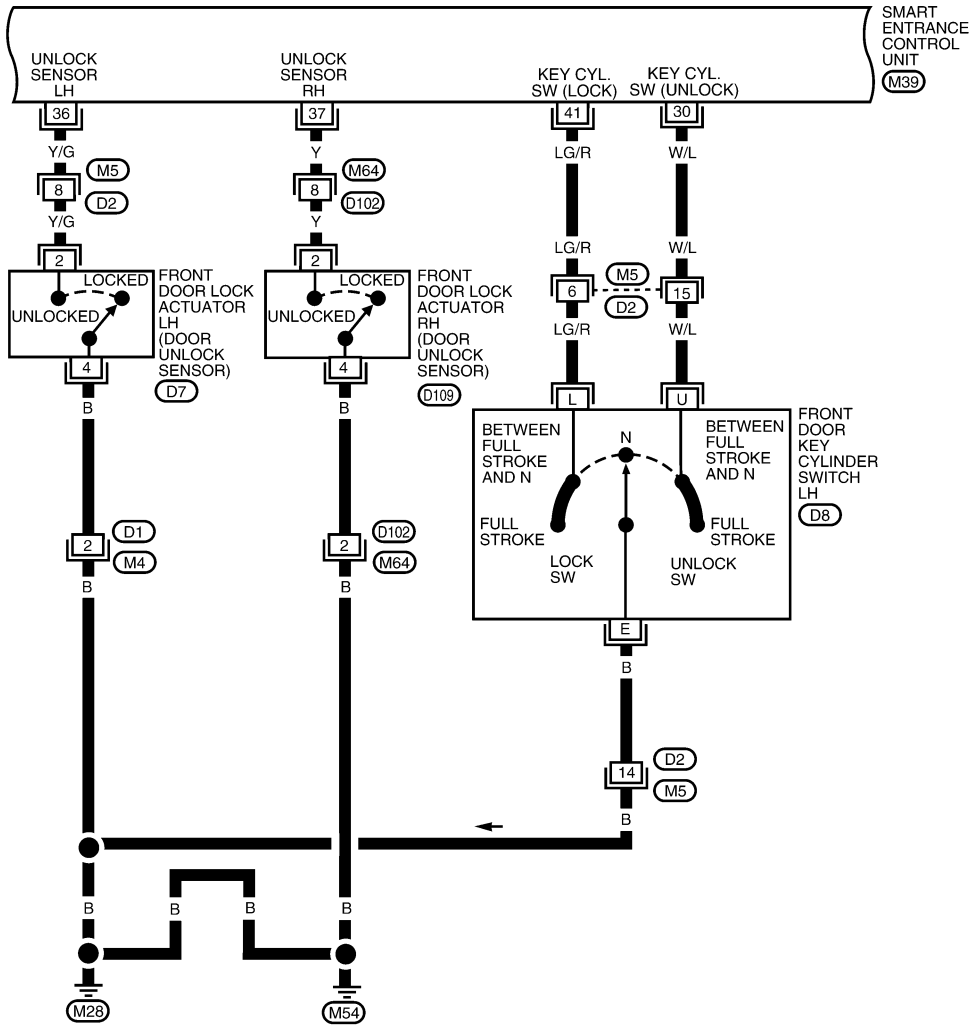 SMART
ENTRANCE
CONTROL
UNIT
M39
UNLOCK
SENSOR
LH
UNLOCK
SENSOR
RH
KEY CYL.
SW (LOCK)
KEY CYL.
SW (UNLOCK)
36
37
41
30
Y/G
Y
LG/R
W/L
M5
M64
8
8
D2
D102
Y/G
Y
LG/R
W/L
2
2
M5
6
15
D2
LG/R
W/L
LOCKED
UNLOCKED
FRONT
DOOR LOCK
ACTUATOR
LH
(DOOR
UNLOCK
SENSOR)
D7
LOCKED
UNLOCKED
FRONT
DOOR LOCK
ACTUATOR
RH
(DOOR
UNLOCK
SENSOR)
D109
4
4
B
B
L
U
BETWEEN
FULL
STROKE
AND N
N
BETWEEN
FULL
STROKE
AND N
FULL
STROKE
FULL
STROKE
LOCK
SW
UNLOCK
SW
FRONT
DOOR
KEY
CYLINDER
SWITCH
LH
D8
D1
2
M4
D102
2
M64
B
B
E
B
D2
14
M5
B
B
B
B
B
M28
M54